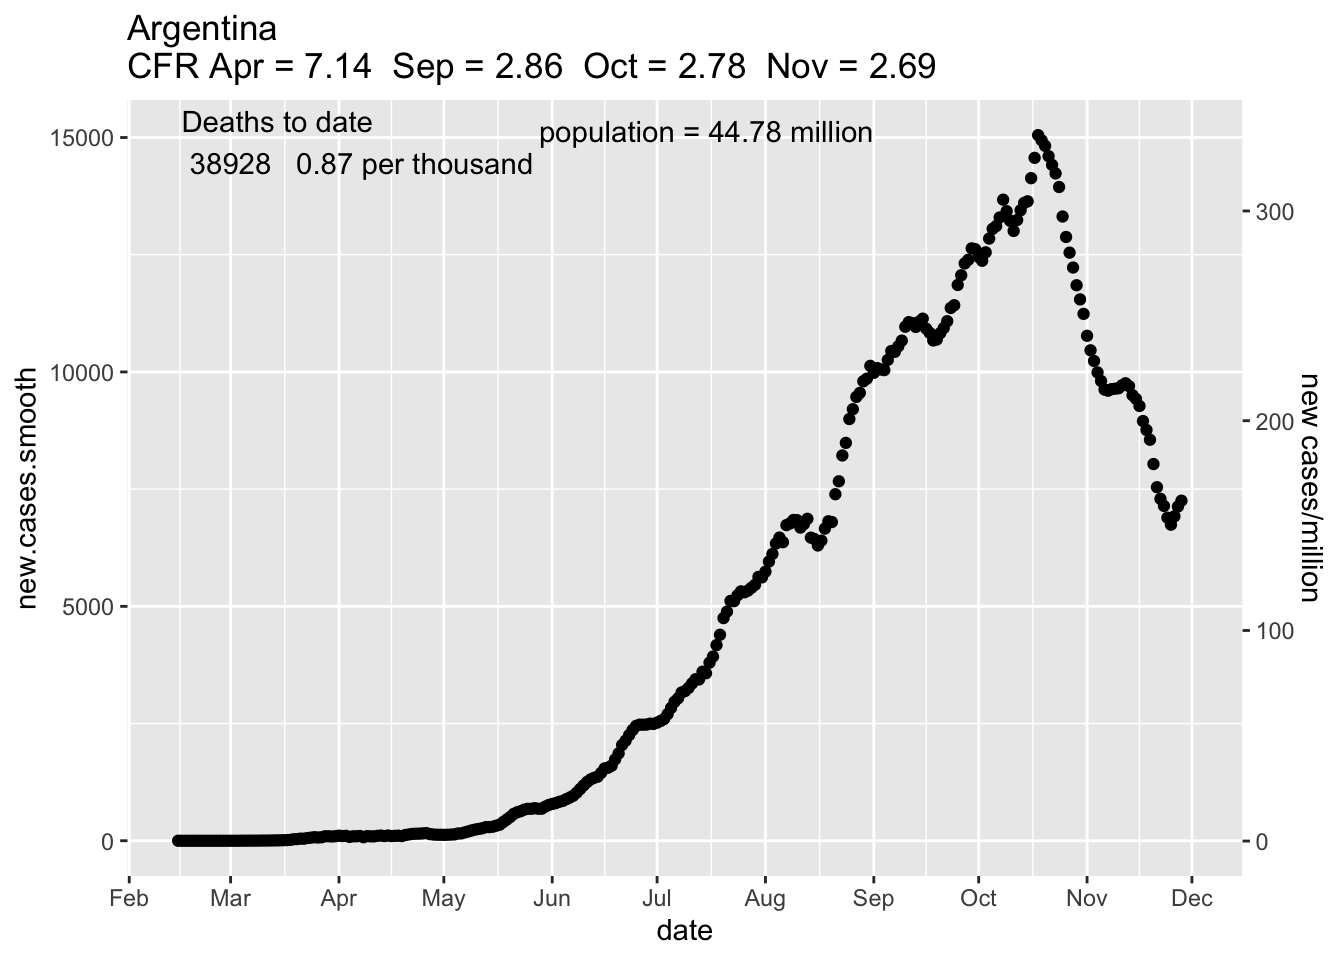 Argentina
CFR Apr = 7.14  Sep = 2.86  Oct = 2.78  Nov = 2.69
Deaths to date
population = 44.78 million
38928   0.87 per thousand
15000
10000
5000
0
new.cases.smooth
300
200
100
0
new cases/million
Feb Mar Apr May Jun Jul Aug Sep Oct Nov Dec
date